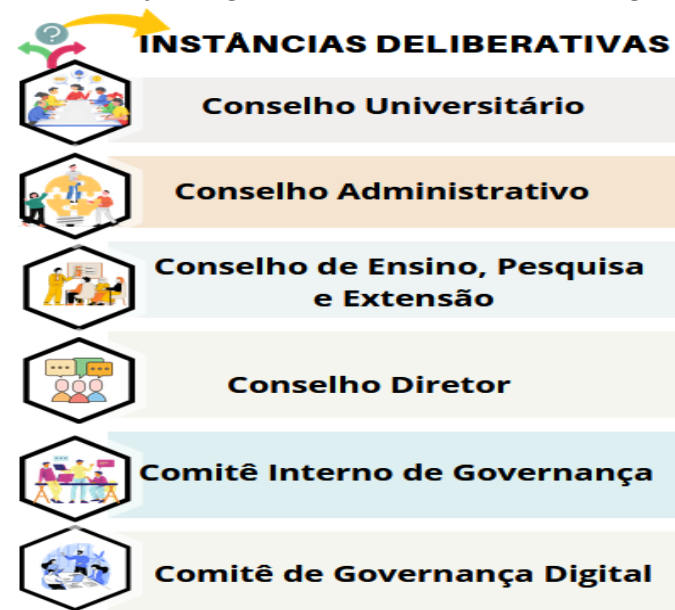 ?
INSTÂNCIAS DELIBERATIVAS
Conselho Universitário
Conselho Administrativo
Conselho de Ensino, Pesquisa
e Extensão
Conselho Diretor
Comitê Interno de Governança
Comitê de Governança Digital